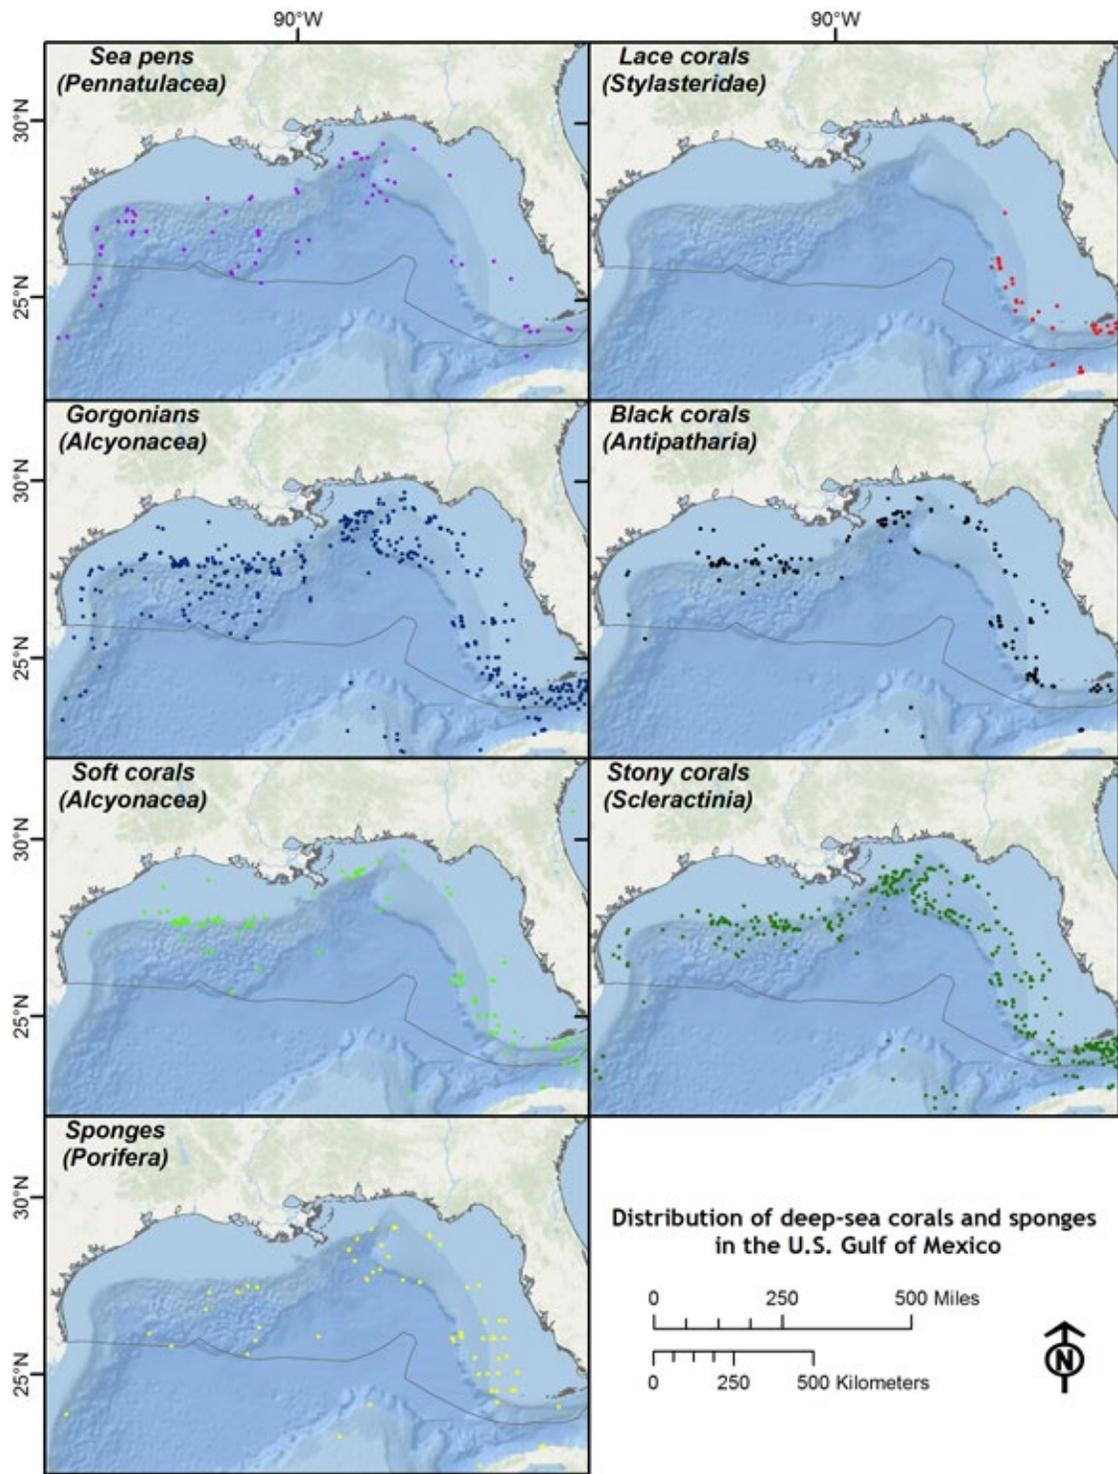 90°W
90°W
Sea pens
(Pennatulacea)
Lace corals
(Stylasteridae)
30°N
25°N
Gorgonians
(Alcyonacea)
Black corals
(Antipatharia)
30°N
25°N
Soft corals
(Alcyonacea)
Stony corals
(Scleractinia)
30°N
25°N
Sponges
(Porifera)
30°N
25°N
Distribution of deep-sea corals and sponges
in the U.S. Gulf of Mexico
0 250 500 Miles
0 250 500 Kilometers
N